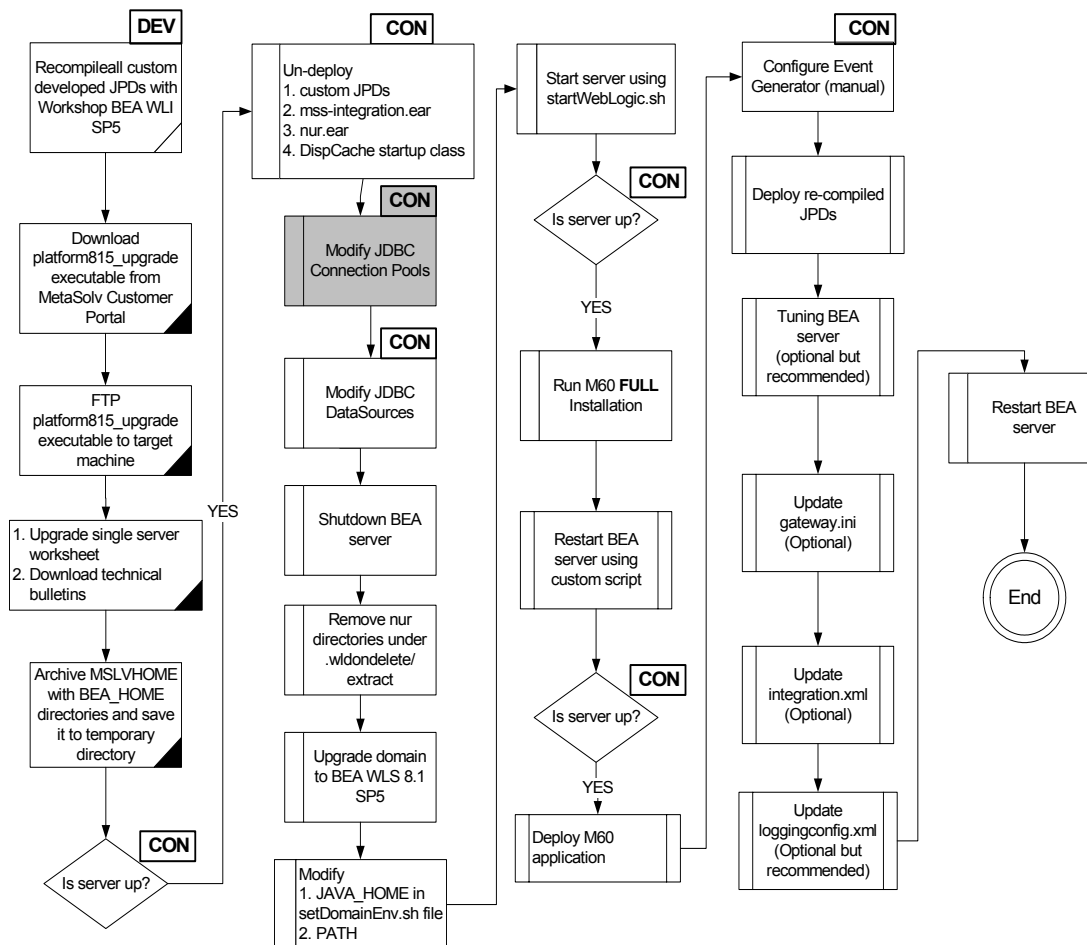 DEV
Recompileall custom
developed JPDs with
Workshop BEA WLI
SP5
Download
platform815_upgrade
executable from
MetaSolv Customer
Portal
FTP
platform815_upgrade
executable to target
machine
1. Upgrade single server
worksheet
2. Download technical
bulletins
Archive MSLVHOME
with BEA_HOME
directories and save
it to temporary
directory
CON
Is server up?
YES
CON
Un-deploy
1. custom JPDs
2. mss-integration.ear
3. nur.ear
4. DispCache startup class
CON
Modify JDBC
Connection Pools
CON
Modify JDBC
DataSources
Shutdown BEA
server
Remove nur
directories under
.wldondelete/
extract
Upgrade domain
to BEA WLS 8.1
SP5
Modify
1. JAVA_HOME in
setDomainEnv.sh file
2. PATH
Start server using
startWebLogic.sh
CON
Is server up?
YES
Run M60 FULL
Installation
Restart BEA
server using
custom script
CON
Is server up?
YES
Deploy M60
application
CON
Configure Event
Generator (manual)
Deploy re-compiled
JPDs
Tuning BEA
server
(optional but
recommended)
Update
gateway.ini
(Optional)
Update
integration.xml
(Optional)
Update
loggingconfig.xml
(Optional but
recommended)
Restart BEA
server
End